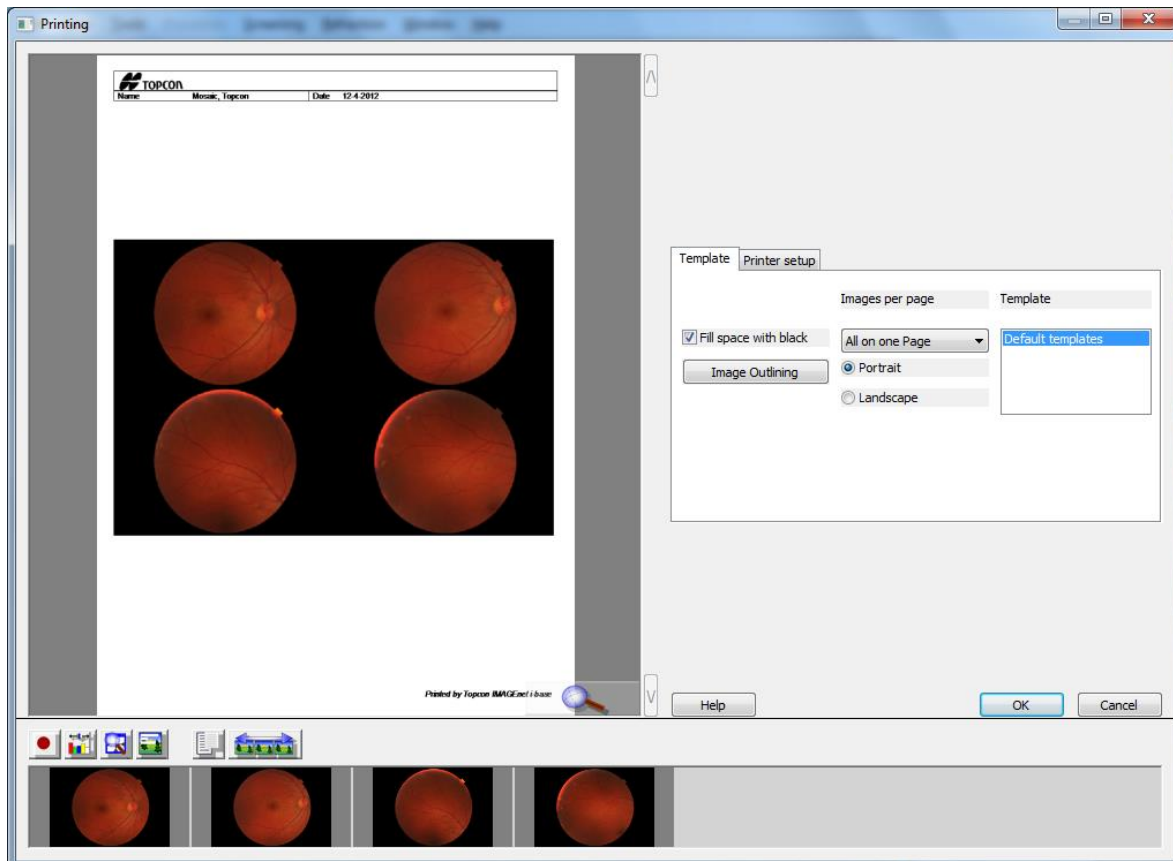 Printing
TOPCON
Name Mosaic, Topcon Date 12-4-2012
Printed by Topcon IMAGEnet i-base
Template Printer setup
Images per page Template
Fill space with black All on one Page Default templates
Image Outlining Portrait
Landscape
Help OK Cancel